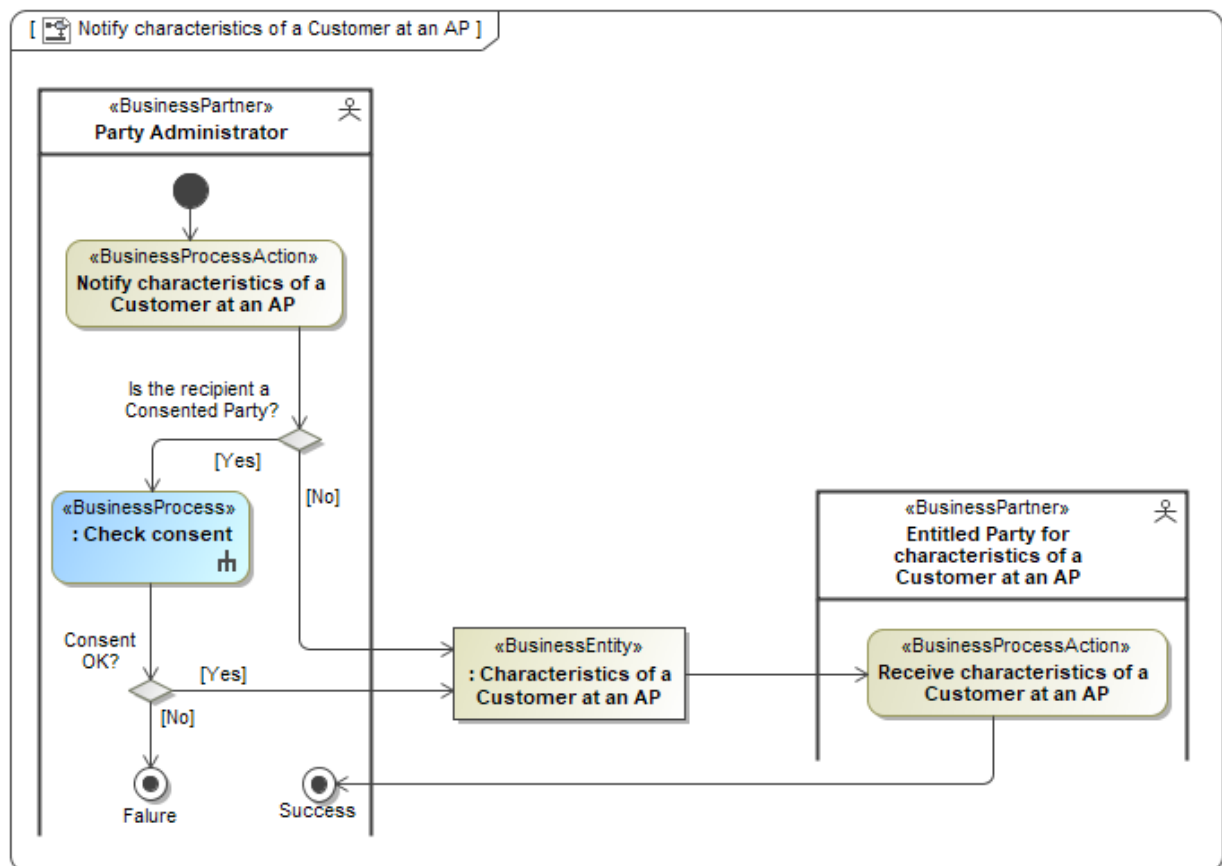 [ Notify characteristics of a Customer at an AP ]
«BusinessPartner»
Party Administrator
«BusinessProcessAction»
Notify characteristics of a
Customer at an AP
Is the recipient a
Consented Party?
[Yes]
[No]
«BusinessProcess»
: Check consent
Consent
OK?
[Yes]
[No]
Falure
Success
«BusinessEntity»
: Characteristics of a
Customer at an AP
«BusinessPartner»
Entitled Party for
characteristics of a
Customer at an AP
«BusinessProcessAction»
Receive characteristics of a
Customer at an AP